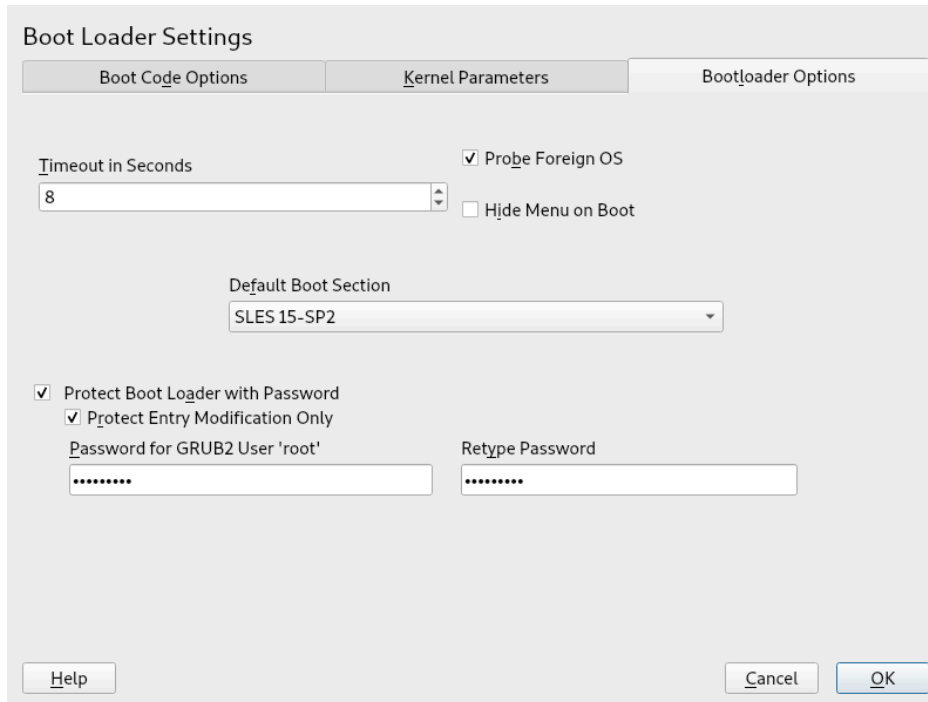 Boot Loader Settings
Boot Code Options Kernel Parameters Bootloader Options
Timeout in Seconds
Probe Foreign OS
8
Hide Menu on Boot
Default Boot Section
SLES 15-SP2
Protect Boot Loader with Password
Protect Entry Modification Only
Password for GRUB2 User 'root' Retype Password
••••••••• •••••••••
Help Cancel OK